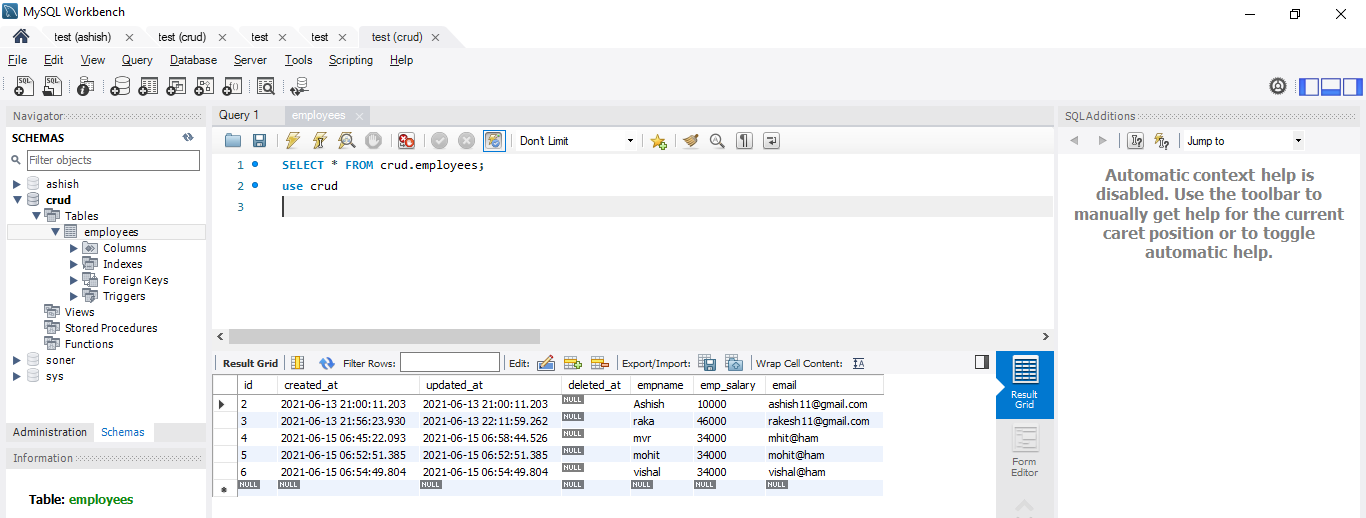 MySQL Workbench
test (ashish) test (crud) test test test (crud)
File Edit View Query Database Server Tools Scripting Help
Navigator
SCHEMAS
Filter objects
ashish
crud
Tables
employees
Columns
Indexes
Foreign Keys
Triggers
Views
Stored Procedures
Functions
soner
sys
Administration Schemas
Information
Table: employees
Query 1 employees
Don't Limit
1 SELECT * FROM crud.employees;
2 use crud
3
Result Grid Filter Rows: Edit: Export/Import: Wrap Cell Content:
id created_at updated_at deleted_at empname emp_salary email
2 2021-06-13 21:00:11.203 2021-06-13 21:00:11.203 NULL Ashish 10000 ashish11@gmail.com
3 2021-06-13 21:56:23.930 2021-06-13 22:11:59.262 NULL raka 46000 rakesh11@gmail.com
4 2021-06-15 06:45:22.093 2021-06-15 06:58:44.526 NULL mvr 34000 mhit@ham
5 2021-06-15 06:52:51.385 2021-06-15 06:52:51.385 NULL mohit 34000 mohit@ham
6 2021-06-15 06:54:49.804 2021-06-15 06:54:49.804 NULL vishal 34000 vishal@ham
NULL NULL NULL NULL NULL NULL NULL
Result
Grid
Form
Editor
SQLAdditions
Jump to
Automatic context help is
disabled. Use the toolbar to
manually get help for the current
caret position or to toggle
automatic help.